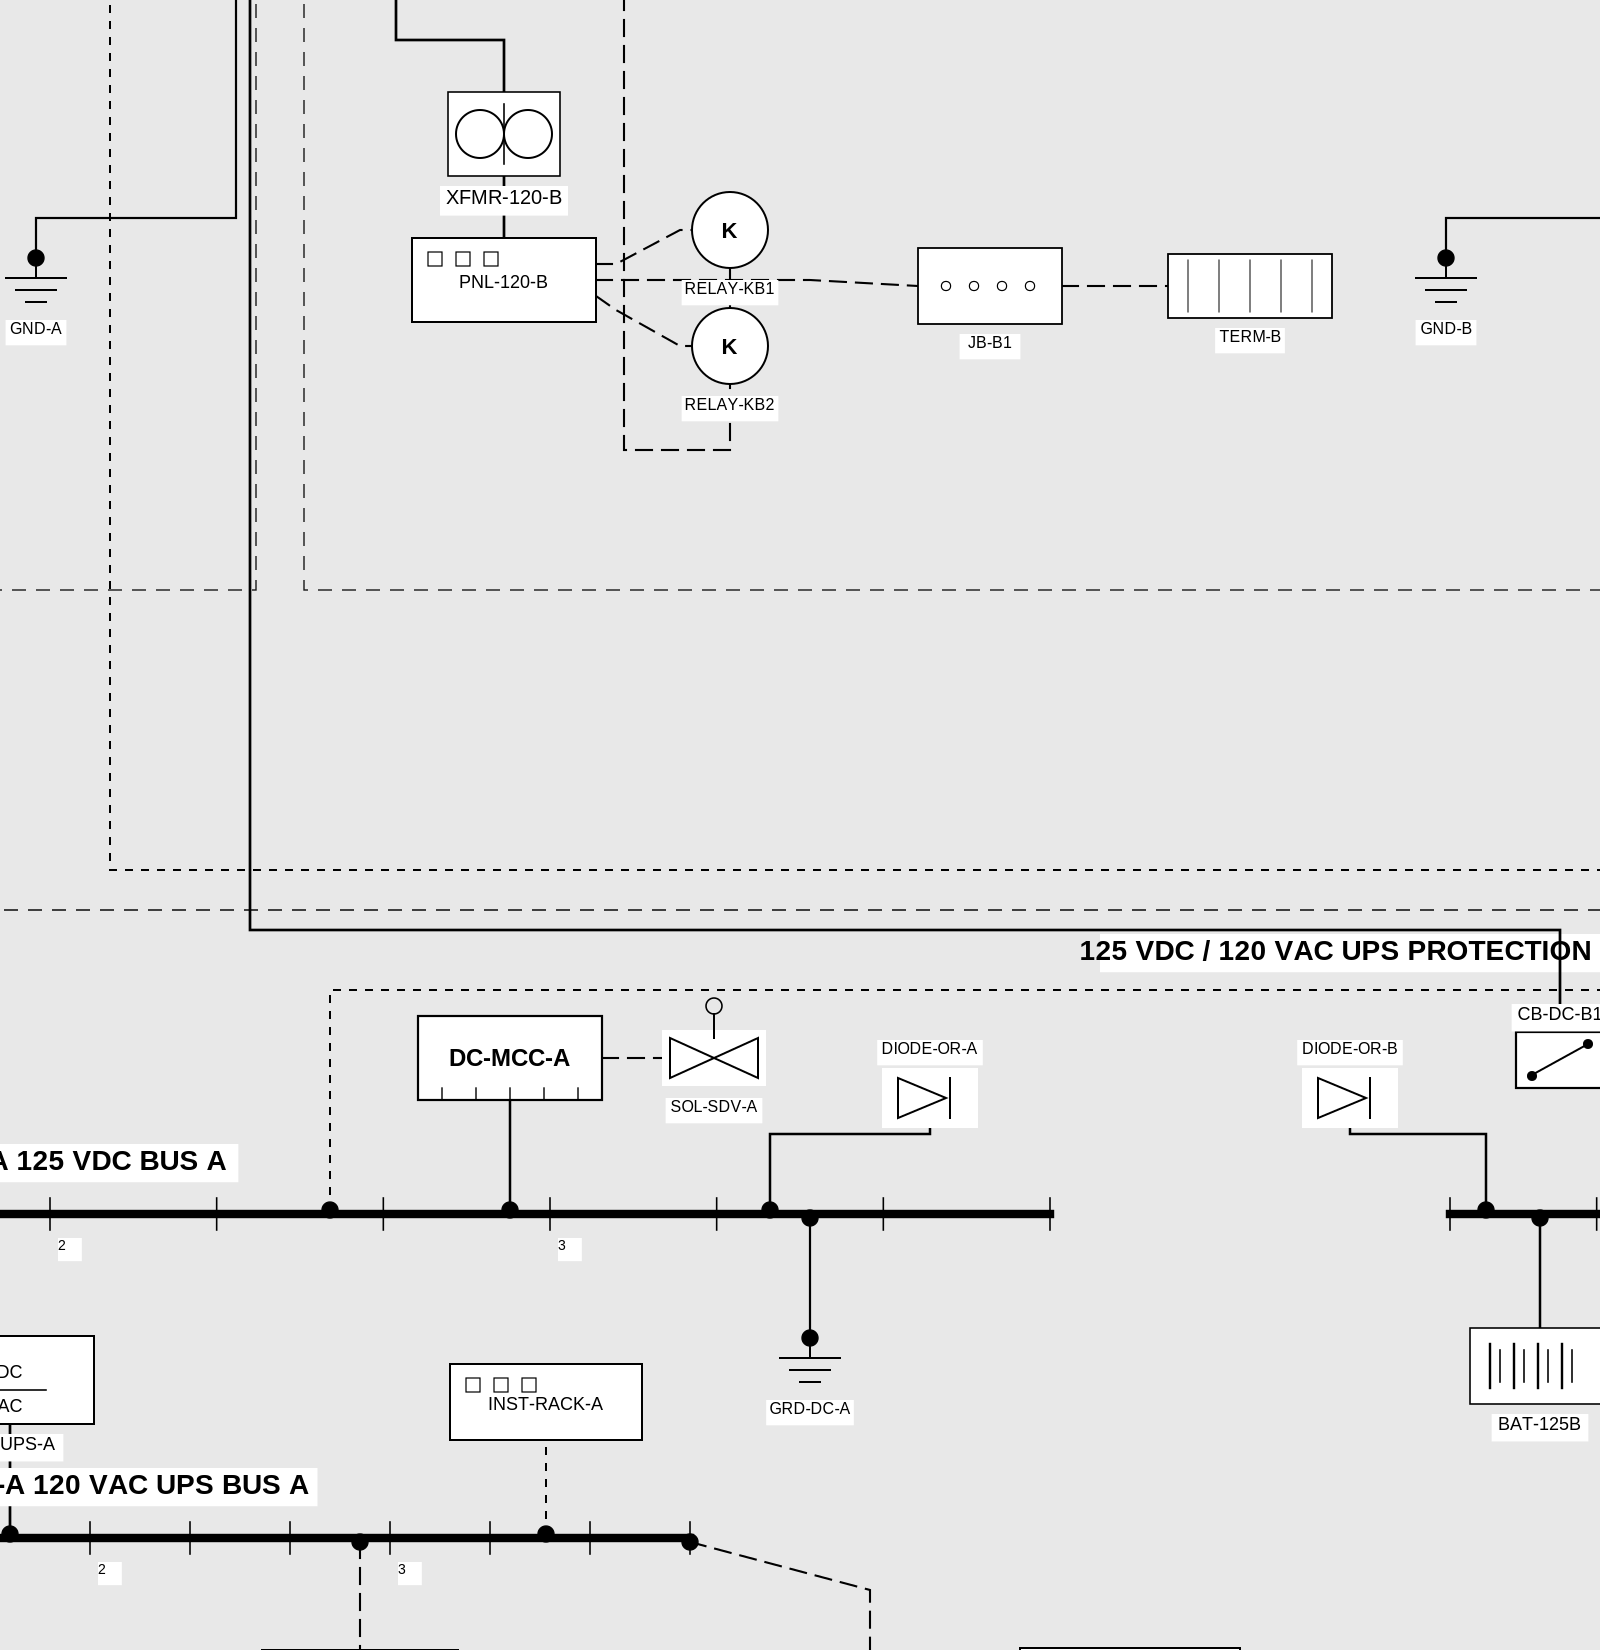 XFMR-120-B
K
PNL-120-B
RELAY-KB1
GND-A
GND-B
TERM-B
JB-B1
K
RELAY-KB2
125 VDC / 120 VAC UPS PROTECTION
CB-DC-B1
DC-MCC-A
DIODE-OR-A
DIODE-OR-B
SOL-SDV-A
A 125 VDC BUS A
2
3
DC
AC
INST-RACK-A
GRD-DC-A
BAT-125B
UPS-A
-A 120 VAC UPS BUS A
2
3